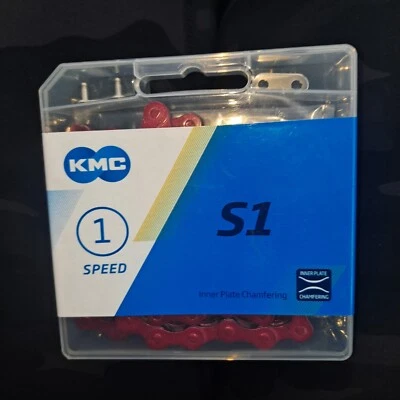 KMC
1
SPEED
S1
Inner Plate Chamfering
INNER PLATE
CHAMFERING